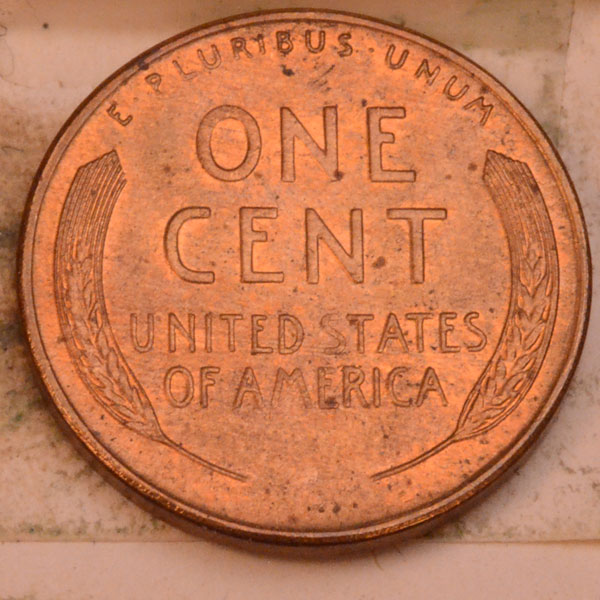 E PLURIBUS UNUM
ONE
CENT
UNITED STATES
OF AMERICA